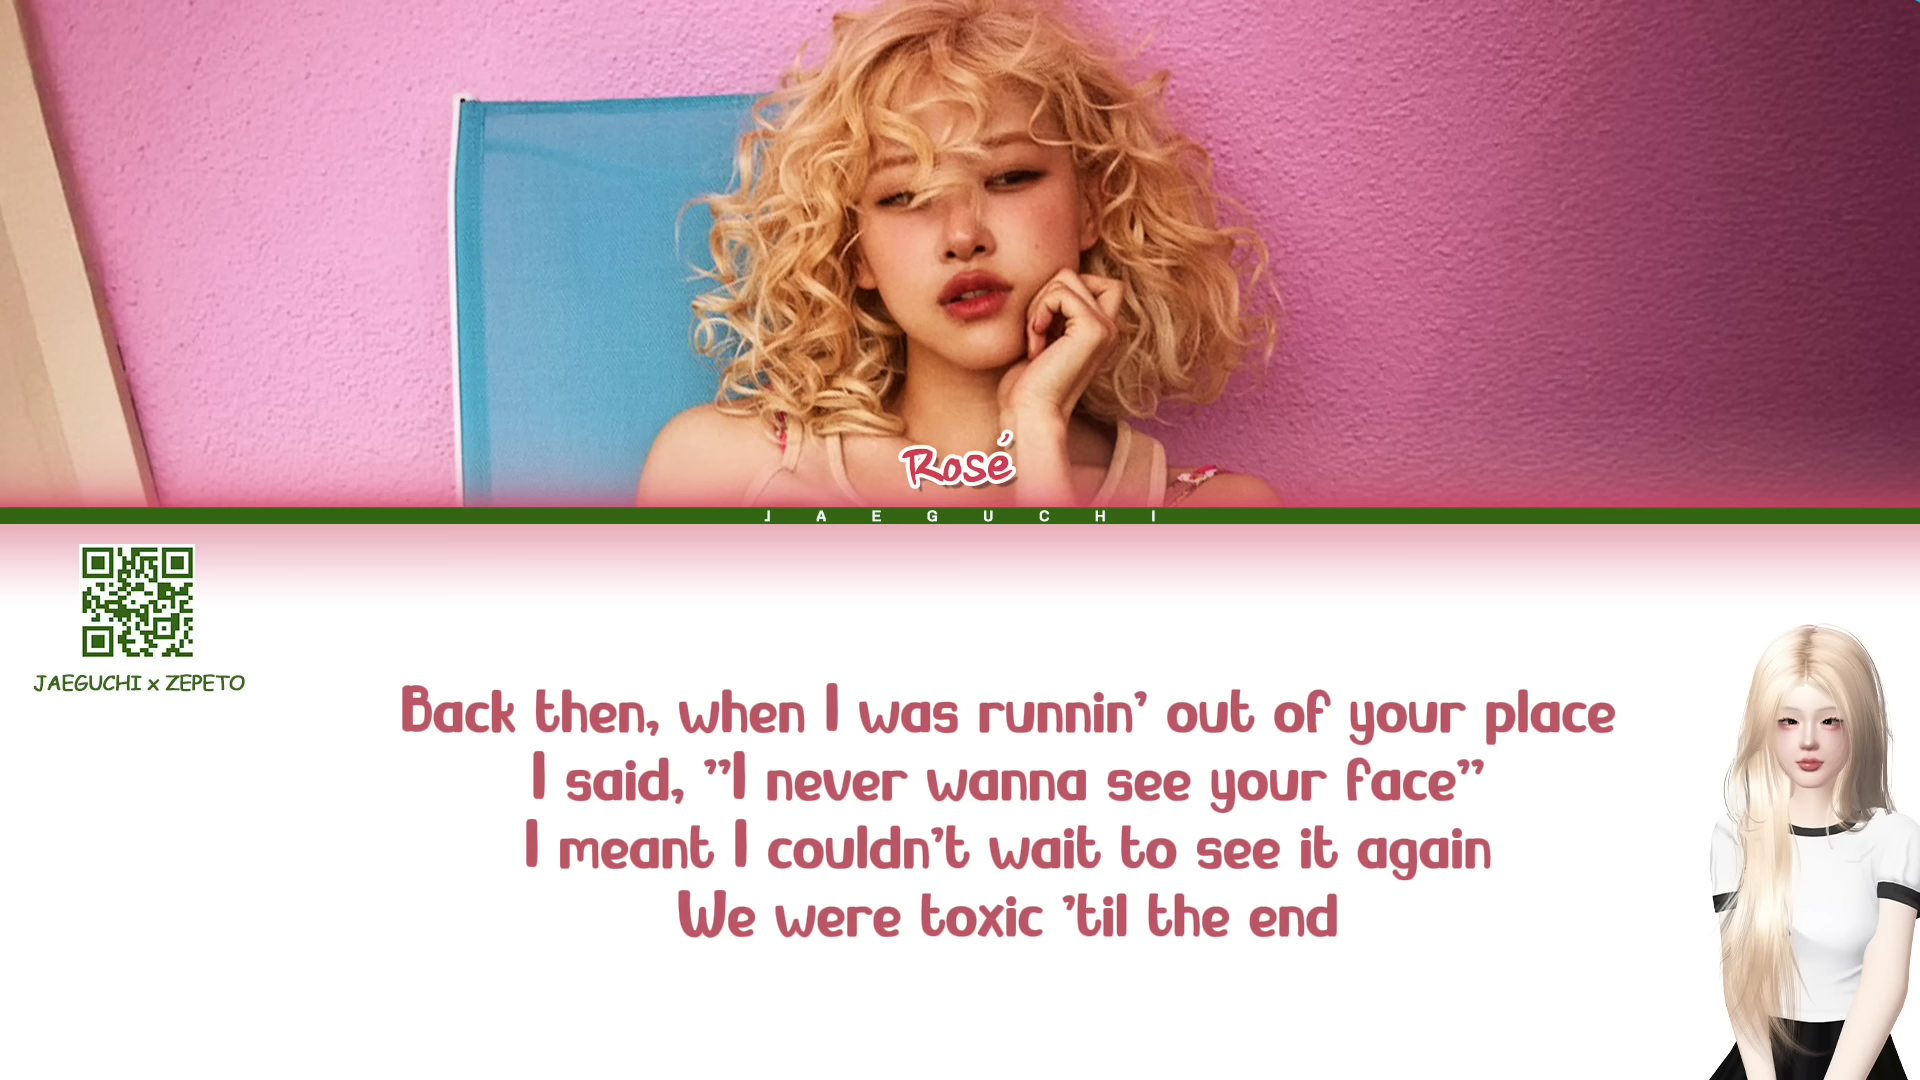 Rosé
JAEGUCHI
JAEGUCHI x ZEPETO
Back then, when I was runnin’ out of your place
I said, ”I never wanna see your face”
I meant I couldn’t wait to see it again
We were toxic ’til the end